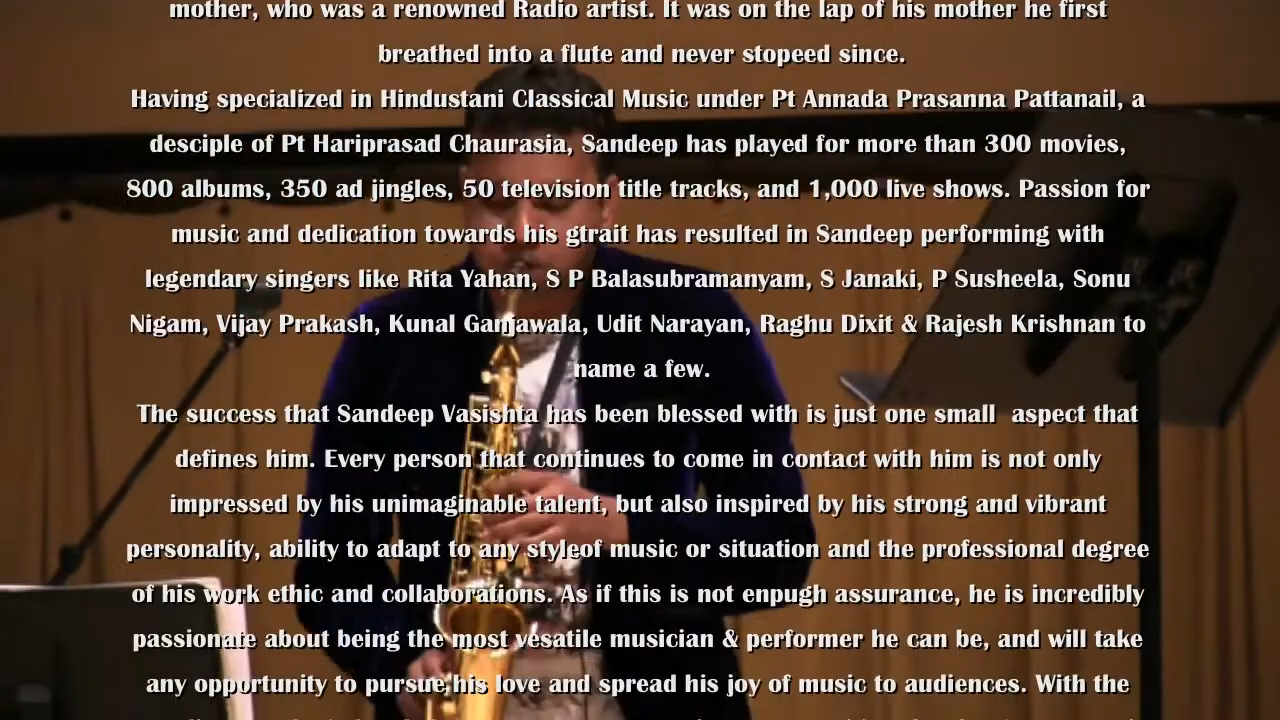 mother, who was a renowned Radio artist. It was on the lap of his mother he first
breathed into a flute and never stopeed since.
Having specialized in Hindustani Classical Music under Pt Annada Prasanna Pattanail, a
desciple of Pt Hariprasad Chaurasia, Sandeep has played for more than 300 movies,
800 albums, 350 ad jingles, 50 television title tracks, and 1,000 live shows. Passion for
music and dedication towards his gtrait has resulted in Sandeep performing with
legendary singers like Rita Yahan, S P Balasubramanyam, S Janaki, P Susheela, Sonu
Nigam, Vijay Prakash, Kunal Ganjawala, Udit Narayan, Raghu Dixit & Rajesh Krishnan to
name a few.
The success that Sandeep Vasishta has been blessed with is just one small  aspect that
defines him. Every person that continues to come in contact with him is not only
impressed by his unimaginable talent, but also inspired by his strong and vibrant
personality, ability to adapt to any styleof music or situation and the professional degree
of his work ethic and collaborations. As if this is not enpugh assurance, he is incredibly
passionate about being the most vesatile musician & performer he can be, and will take
any opportunity to pursue his love and spread his joy of music to audiences. With the